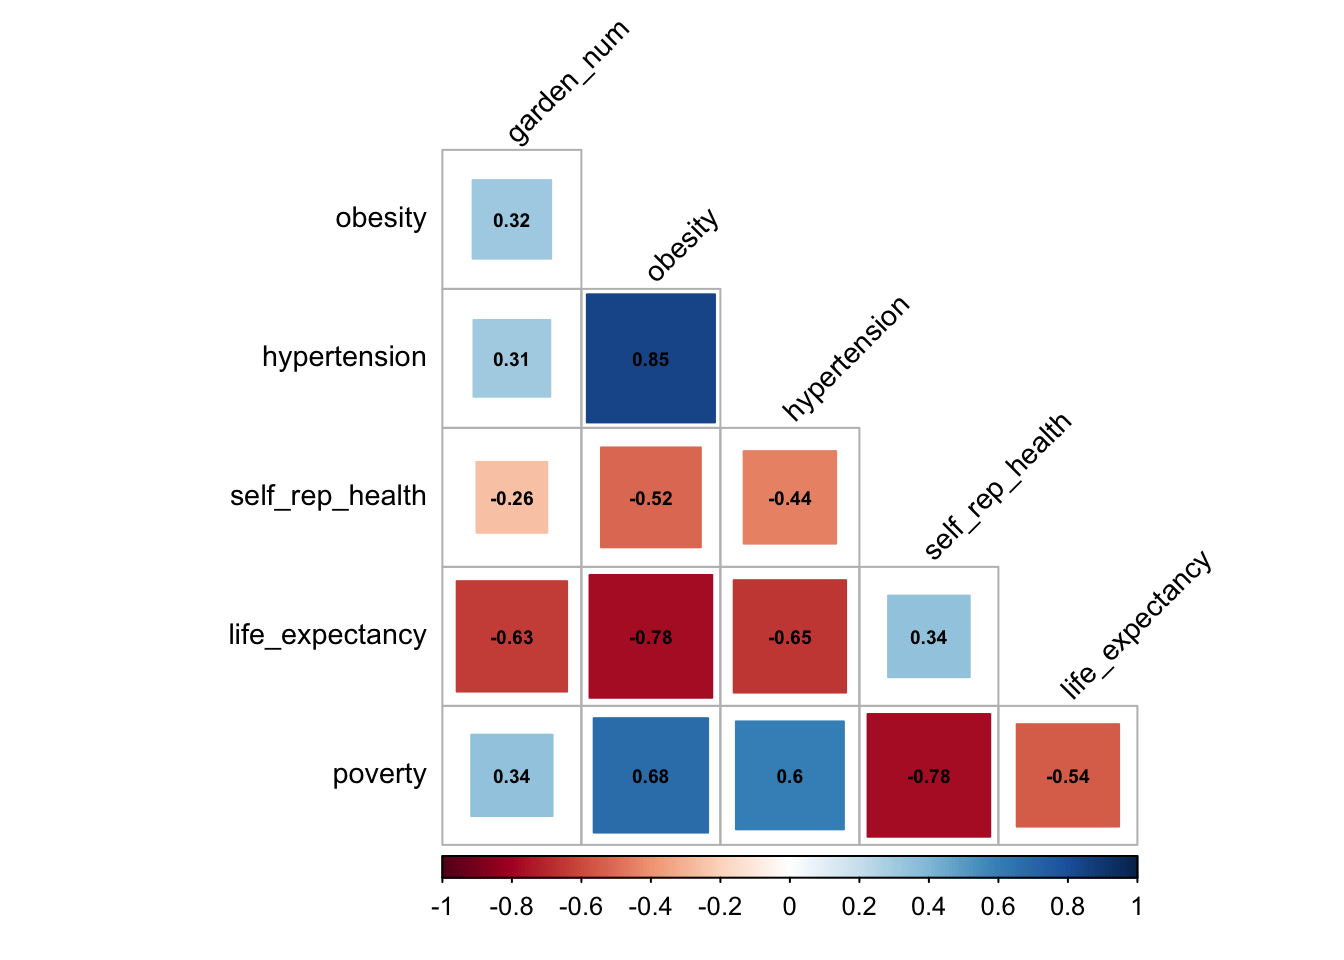 garden_num
obesity 0.32
obesity
hypertension 0.31 0.85
hypertension
self_rep_health -0.26 -0.52 -0.44
self_rep_health
life_expectancy -0.63 -0.78 -0.65 0.34
life_expectancy
poverty 0.34 0.68 0.6 -0.78 -0.54
-1 -0.8 -0.6 -0.4 -0.2 0 0.2 0.4 0.6 0.8 1